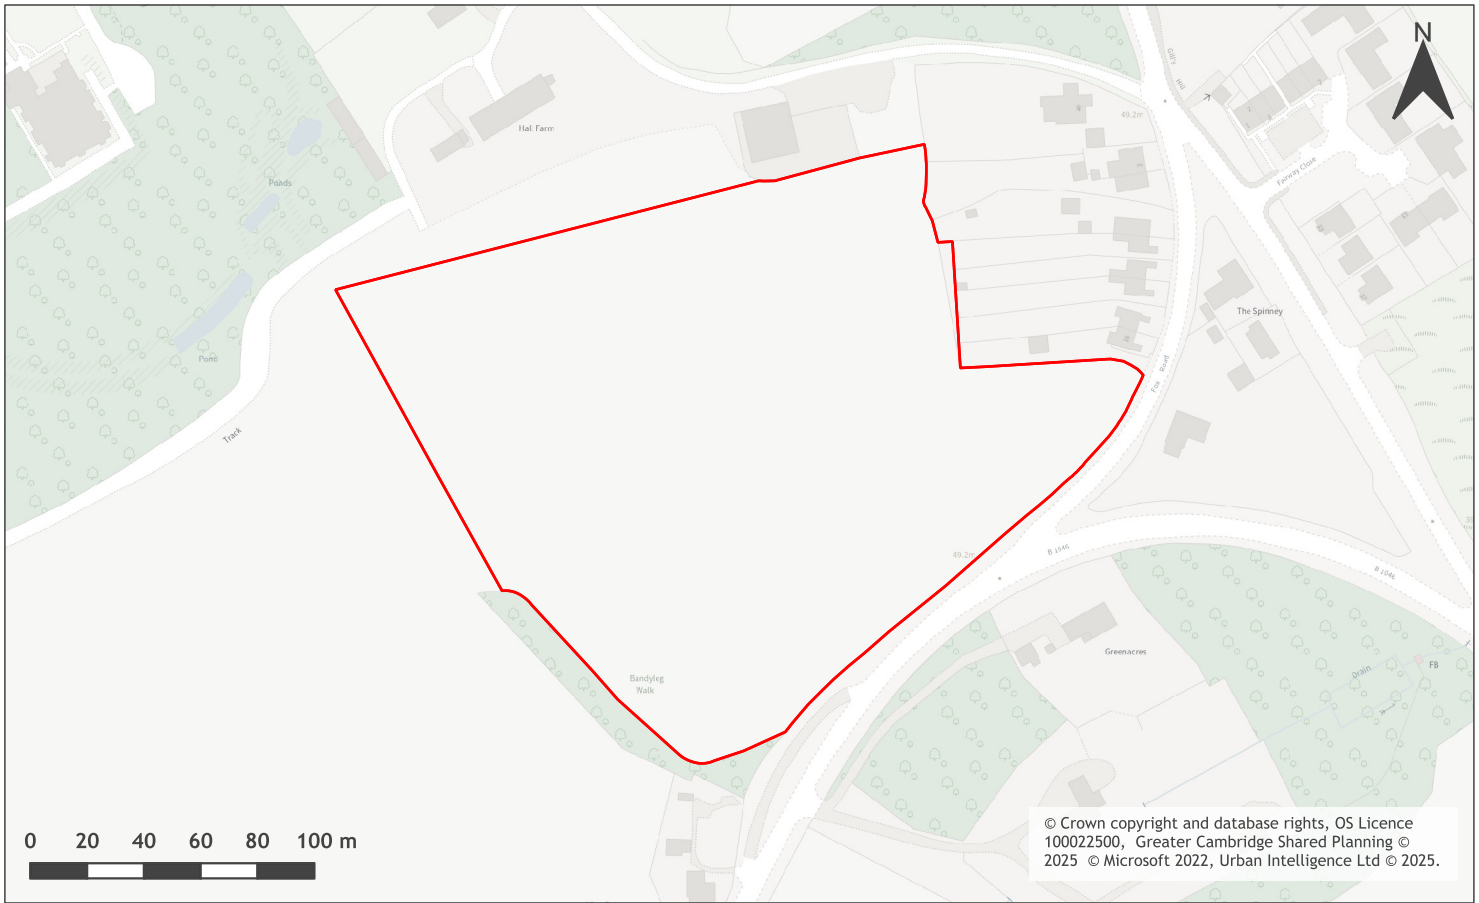 N
Gill's
Hill
49.2m
Hall Farm
Fairway Close
Ponds
The Spinney
Pond
Fox Road
Track
49.2m
B 1046
B 1046
Greenacres
FB
Drain
Bandyleg
Walk
0 20 40 60 80 100 m
© Crown copyright and database rights, OS Licence
100022500, Greater Cambridge Shared Planning ©
2025 © Microsoft 2022, Urban Intelligence Ltd © 2025.